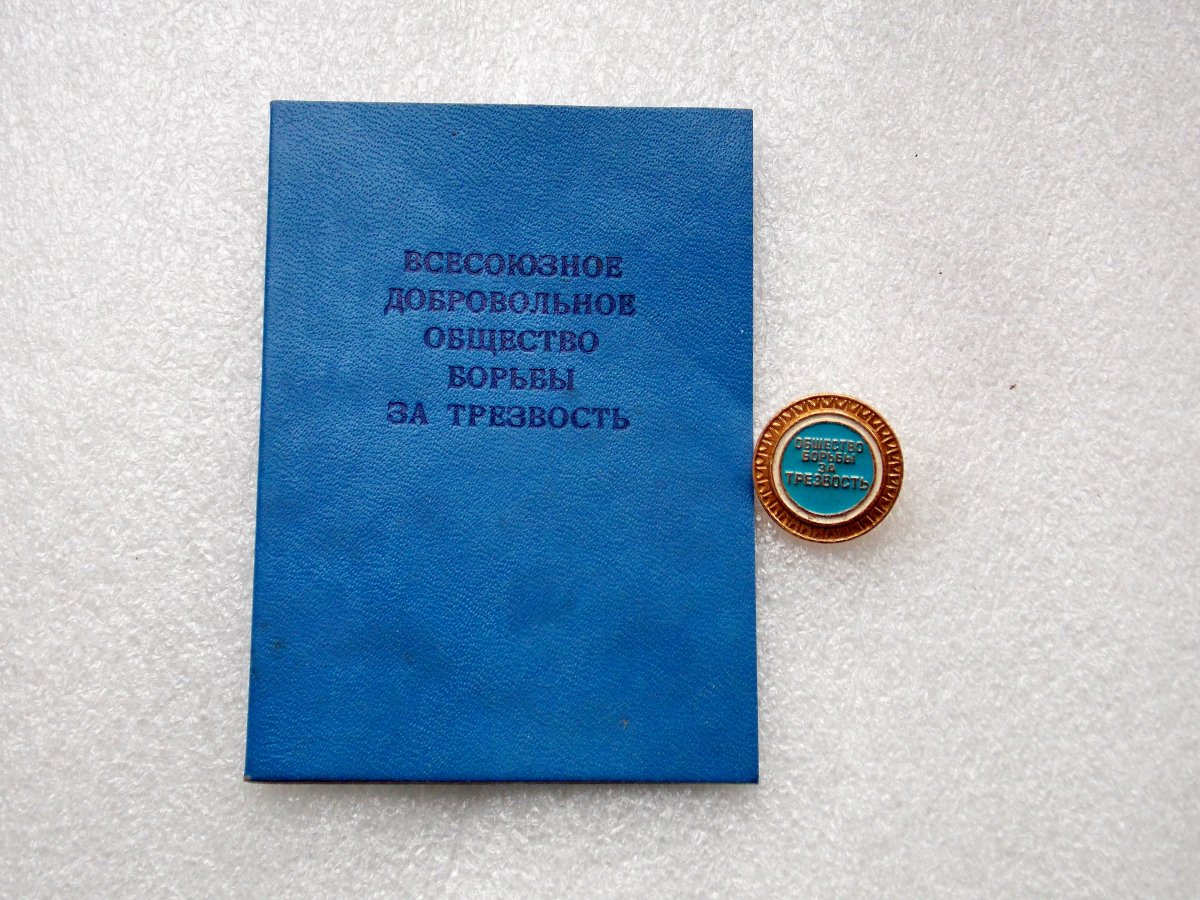 ВСЕСОЮЗНОЕ
ДОБРОВОЛЬНОЕ
ОБЩЕСТВО
БОРЬБЫ
ЗА ТРЕЗВОСТЬ
ОБЩЕСТВО
БОРЬБЫ
ЗА
ТРЕЗВОСТЬ